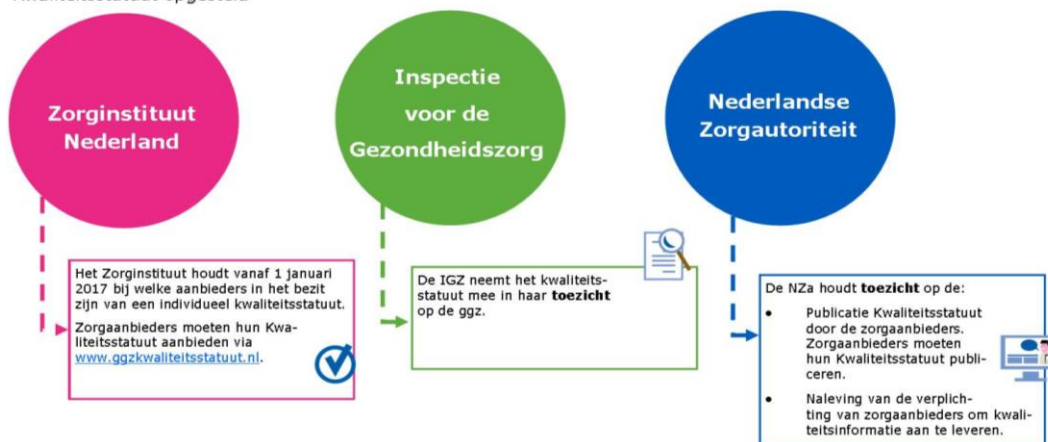 Kwaliteitsstatuut opgesteld
Zorginstituut
Nederland
Inspectie
voor de
Gezondheidszorg
Nederlandse
Zorgautoriteit
Het Zorginstituut houdt vanaf 1 januari
2017 bij welke aanbieders in het bezit
zijn van een individueel kwaliteitsstatuut.
Zorgaanbieders moeten hun Kwa-
liteitsstatuut aanbieden via
www.ggzkwaliteitsstatuut.nl.
De IGZ neemt het kwaliteits-
statuut mee in haar toezicht
op de ggz.
De NZa houdt toezicht op de:
• Publicatie Kwaliteitsstatuut
door de zorgaanbieders.
Zorgaanbieders moeten
hun Kwaliteitsstatuut publi-
ceren.
• Naleving van de verplich-
ting van zorgaanbieders om kwali-
teitsinformatie aan te leveren.